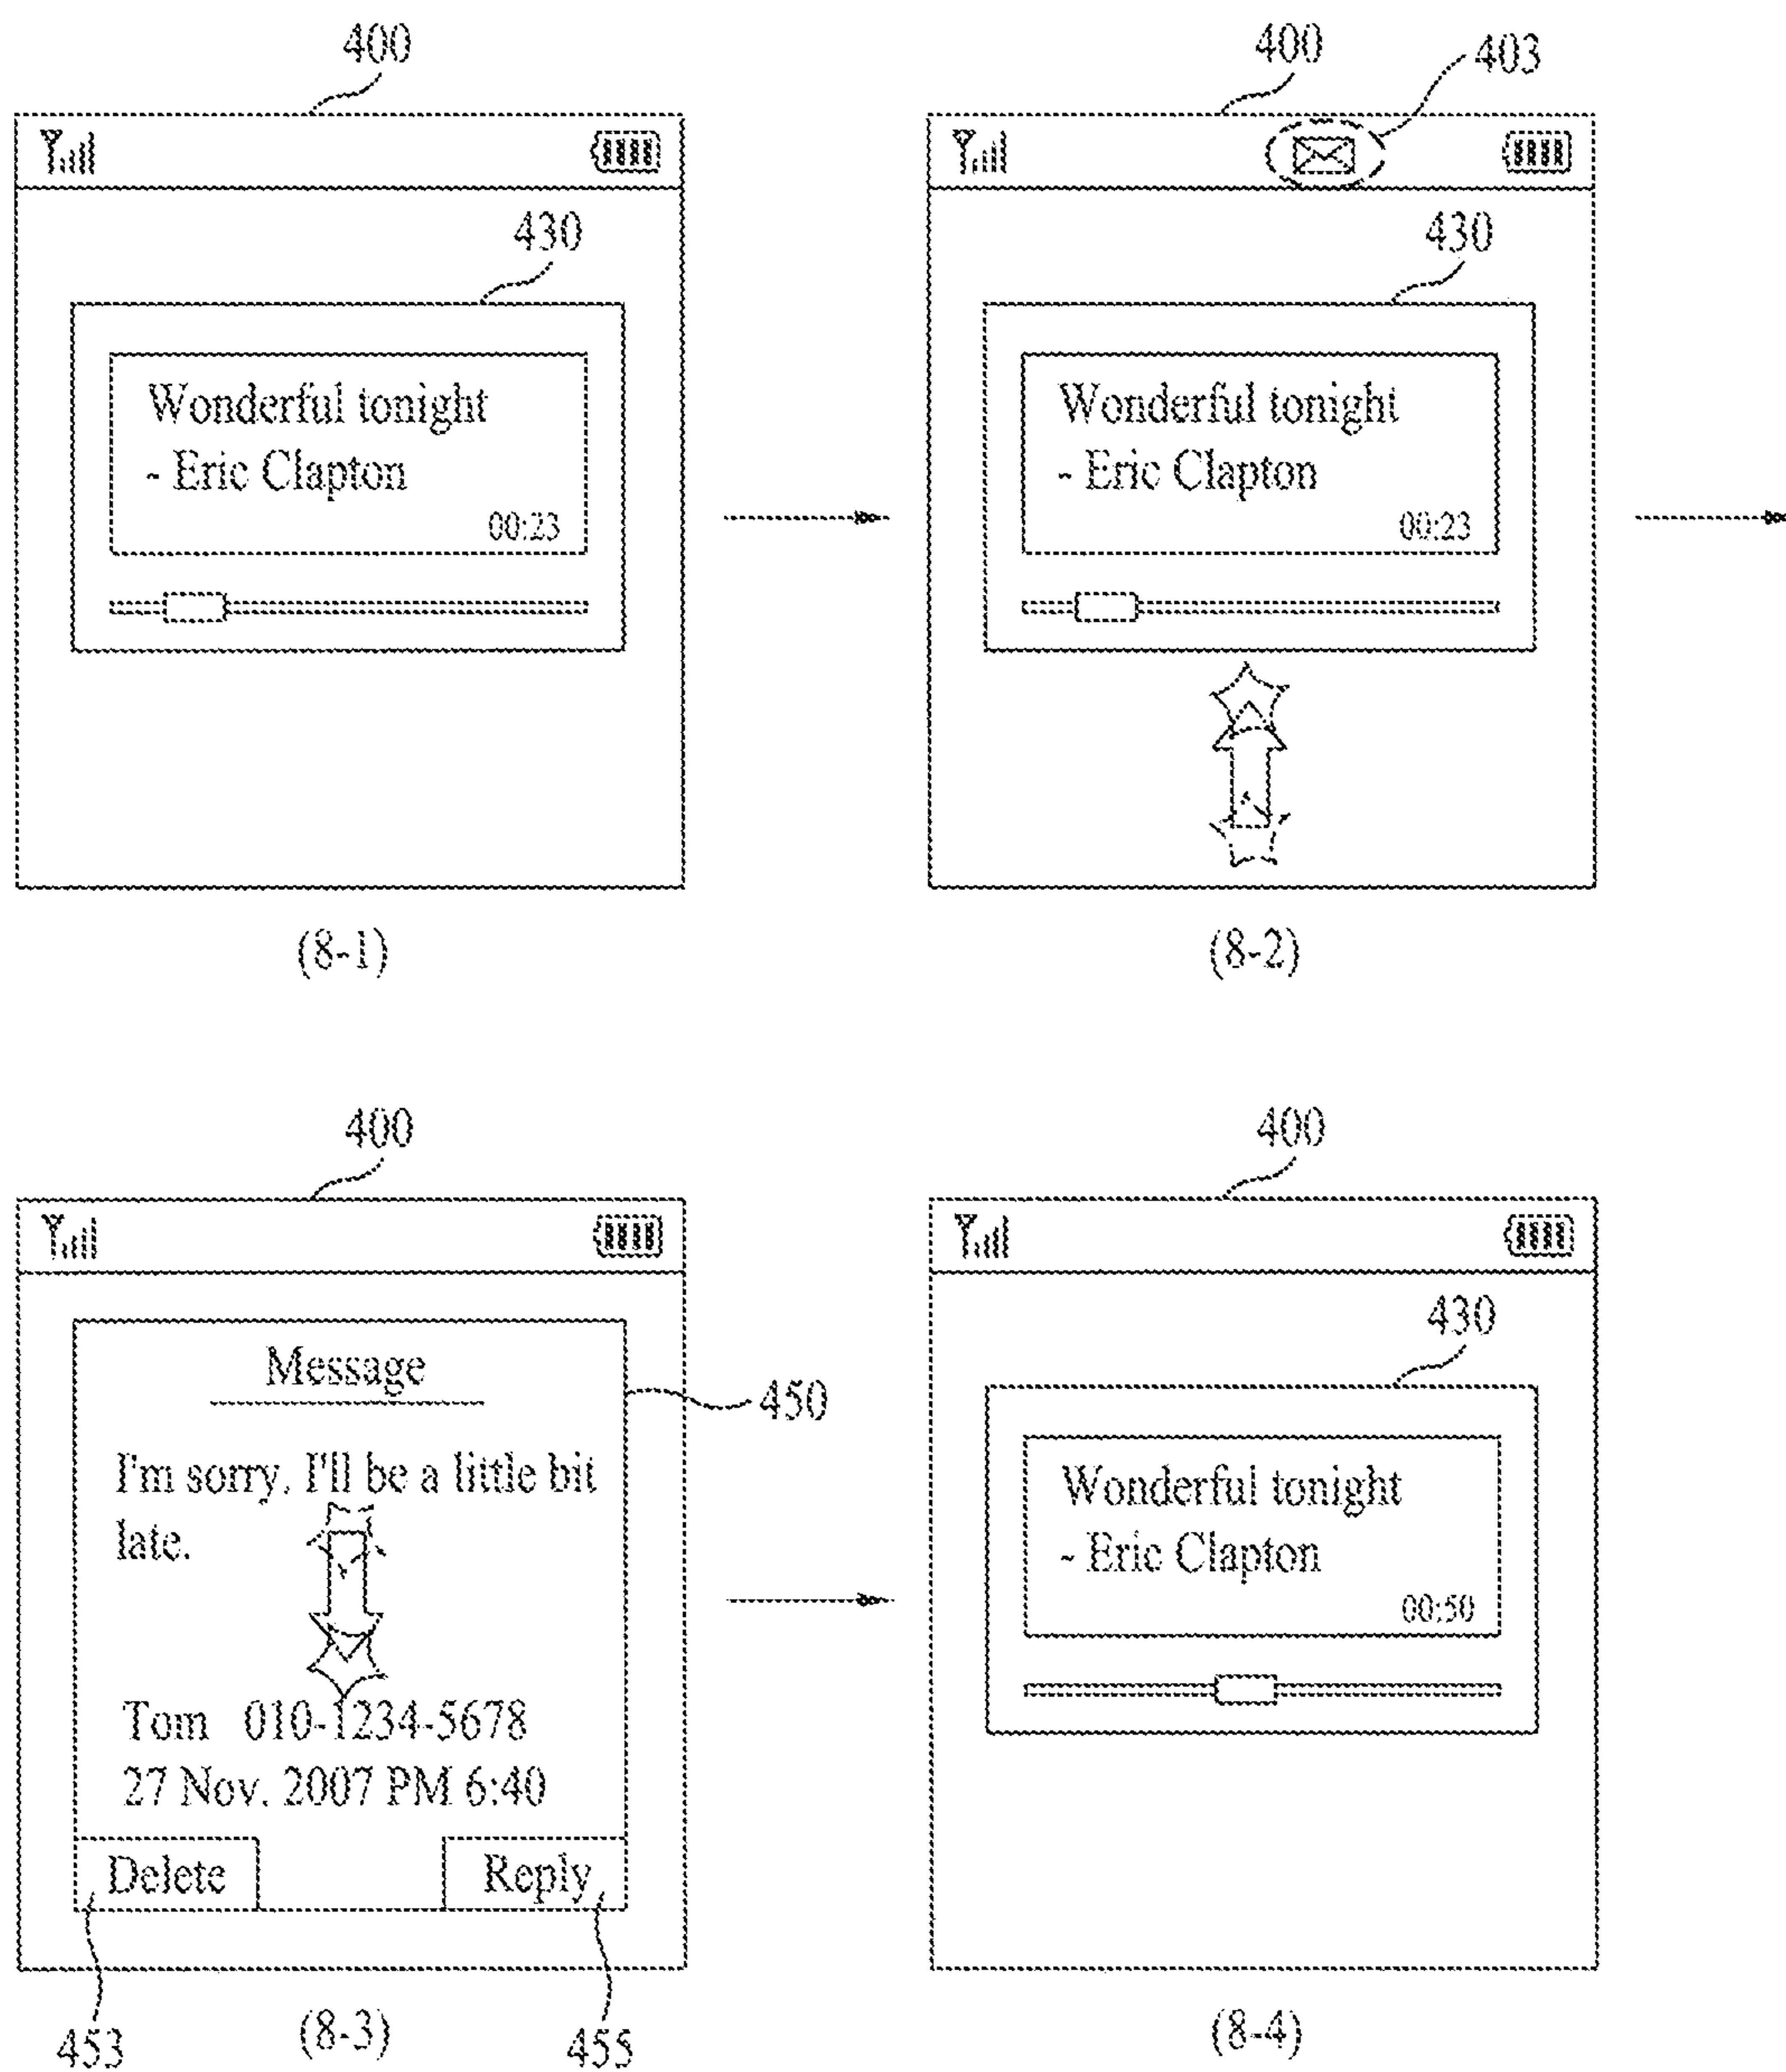 400
430
Wonderful tonight
- Eric Clapton
00:23
(8-1)
400
403
430
Wonderful tonight
- Eric Clapton
00:23
(8-2)
400
Message
450
I'm sorry, I'll be a little bit
late.
Tom 010-1234-5678
27 Nov. 2007 PM 6:40
Delete
Reply
453
(8-3)
455
400
430
Wonderful tonight
- Eric Clapton
00:50
(8-4)